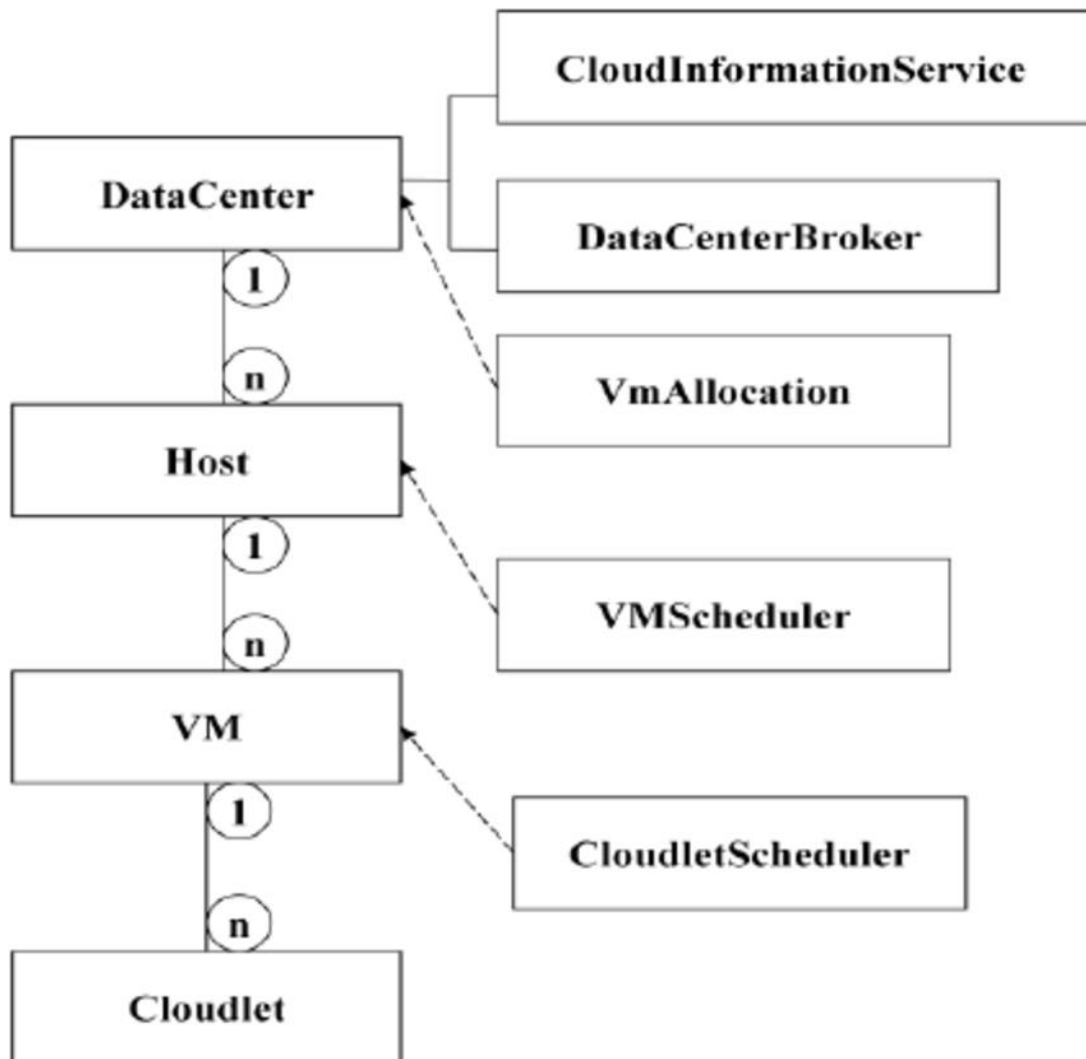 CloudInformationService
DataCenter
DataCenterBroker
1
n
VmAllocation
Host
1
n
VMScheduler
VM
1
CloudletScheduler
n
Cloudlet